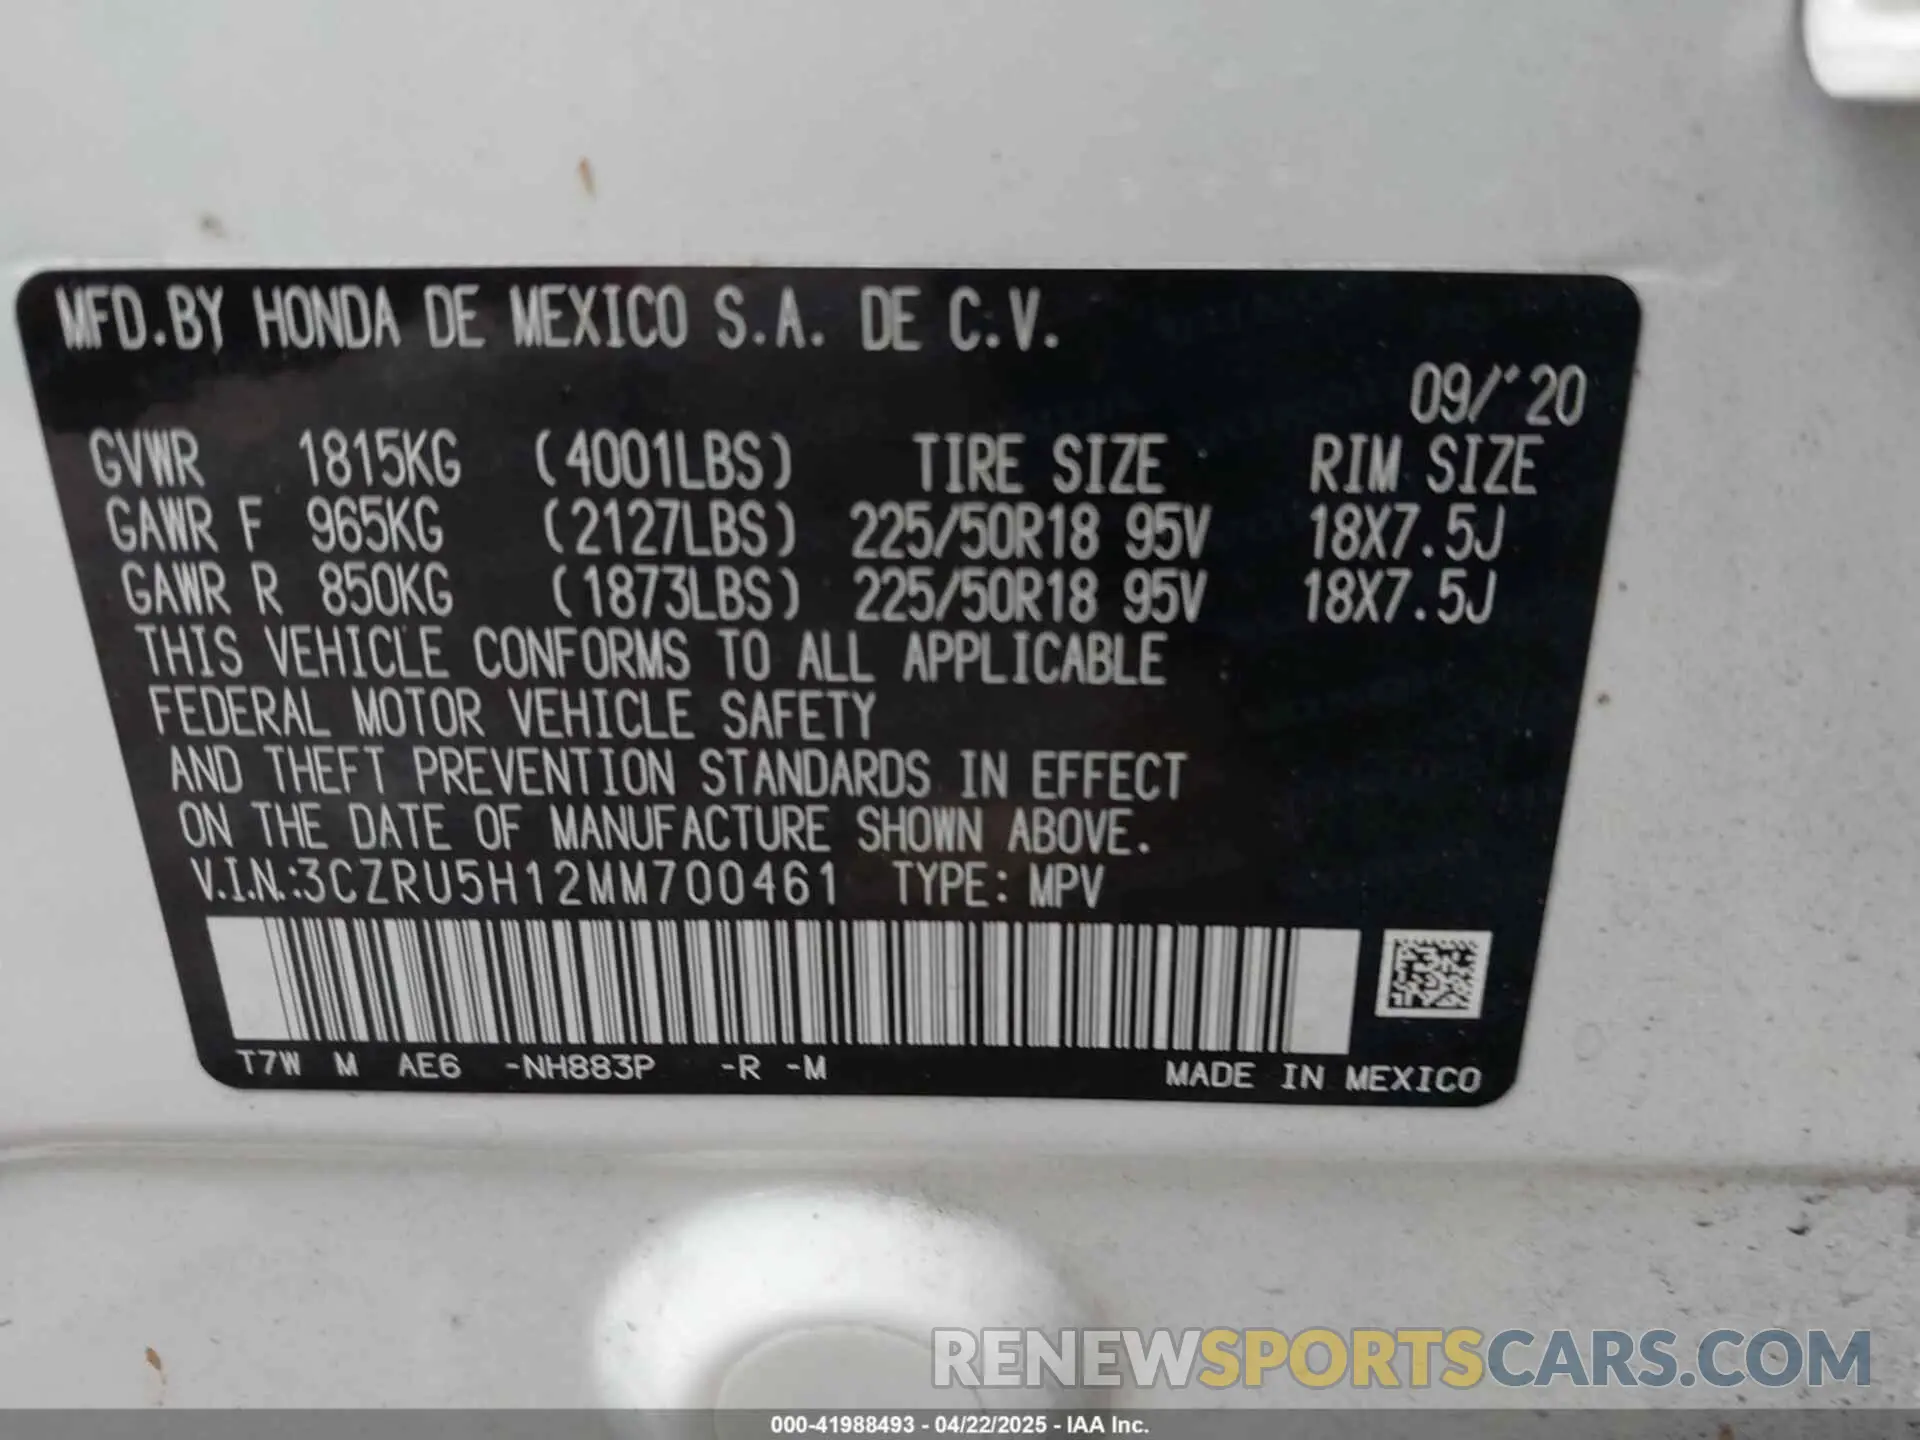 MFD.BY HONDA DE MEXICO S.A. DE C.V.
09/'20
GVWR 1815KG (4001LBS) TIRE SIZE RIM SIZE
GAWR F 965KG (2127LBS) 225/50R18 95V 18X7.5J
GAWR R 850KG (1873LBS) 225/50R18 95V 18X7.5J
THIS VEHICLE CONFORMS TO ALL APPLICABLE
FEDERAL MOTOR VEHICLE SAFETY
AND THEFT PREVENTION STANDARDS IN EFFECT
ON THE DATE OF MANUFACTURE SHOWN ABOVE.
V.I.N.:3CZRU5H12MM700461 TYPE: MPV
T7W M AE6 -NH883P -R -M MADE IN MEXICO
RENEWSPORTSCARS.COM
000-41988493 - 04/22/2025 - IAA Inc.